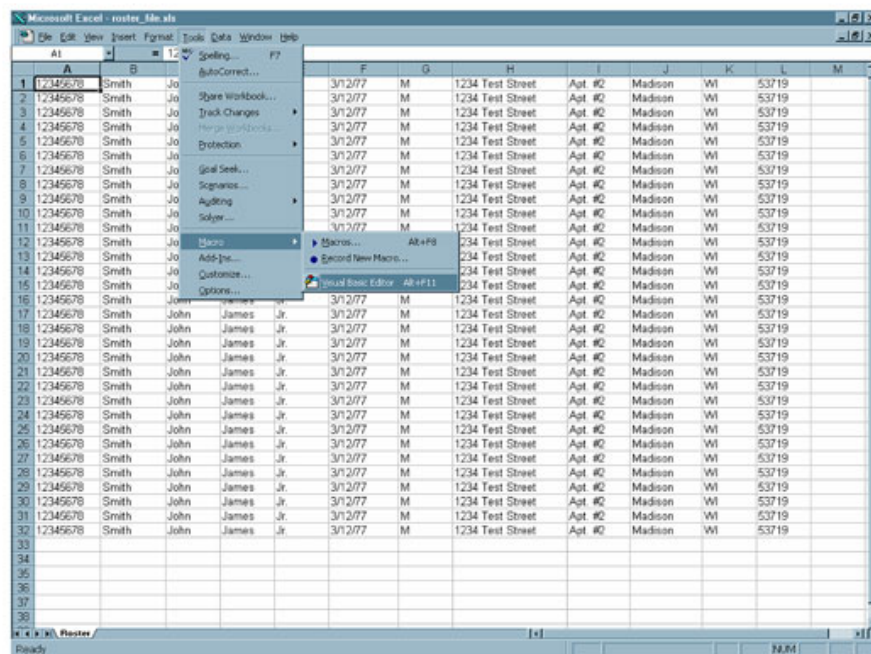 Microsoft Excel - roster_file.xls
File Edit View Insert Format Tools Data Window Help
A1 = 12
Spelling... F7
AutoCorrect...
Share Workbook...
Track Changes
Merge Workbooks...
Protection
Goal Seek...
Scenarios...
Auditing
Solver...
Macro
Add-Ins...
Customize...
Options...
Macros... Alt+F8
Record New Macro...
Visual Basic Editor Alt+F11
A B F G H I J K L M
1 12345678 Smith Jo 3/12/77 M 1234 Test Street Apt. #2 Madison WI 53719
2 12345678 Smith Jo 3/12/77 M 1234 Test Street Apt. #2 Madison WI 53719
3 12345678 Smith Jo 3/12/77 M 1234 Test Street Apt. #2 Madison WI 53719
4 12345678 Smith Jo 3/12/77 M 1234 Test Street Apt. #2 Madison WI 53719
5 12345678 Smith Jo 3/12/77 M 1234 Test Street Apt. #2 Madison WI 53719
6 12345678 Smith Jo 3/12/77 M 1234 Test Street Apt. #2 Madison WI 53719
7 12345678 Smith Jo 3/12/77 M 1234 Test Street Apt. #2 Madison WI 53719
8 12345678 Smith Jo 3/12/77 M 1234 Test Street Apt. #2 Madison WI 53719
9 12345678 Smith Jo 3/12/77 M 1234 Test Street Apt. #2 Madison WI 53719
10 12345678 Smith Jo 3/12/77 M 1234 Test Street Apt. #2 Madison WI 53719
11 12345678 Smith Jo 3/12/77 M 1234 Test Street Apt. #2 Madison WI 53719
12 12345678 Smith Jo Test Street Apt. #2 Madison WI 53719
13 12345678 Smith Jo Test Street Apt. #2 Madison WI 53719
14 12345678 Smith Jo Test Street Apt. #2 Madison WI 53719
15 12345678 Smith Jo Test Street Apt. #2 Madison WI 53719
16 12345678 Smith John James Jr. 3/12/77 M 1234 Test Street Apt. #2 Madison WI 53719
17 12345678 Smith John James Jr. 3/12/77 M 1234 Test Street Apt. #2 Madison WI 53719
18 12345678 Smith John James Jr. 3/12/77 M 1234 Test Street Apt. #2 Madison WI 53719
19 12345678 Smith John James Jr. 3/12/77 M 1234 Test Street Apt. #2 Madison WI 53719
20 12345678 Smith John James Jr. 3/12/77 M 1234 Test Street Apt. #2 Madison WI 53719
21 12345678 Smith John James Jr. 3/12/77 M 1234 Test Street Apt. #2 Madison WI 53719
22 12345678 Smith John James Jr. 3/12/77 M 1234 Test Street Apt. #2 Madison WI 53719
23 12345678 Smith John James Jr. 3/12/77 M 1234 Test Street Apt. #2 Madison WI 53719
24 12345678 Smith John James Jr. 3/12/77 M 1234 Test Street Apt. #2 Madison WI 53719
25 12345678 Smith John James Jr. 3/12/77 M 1234 Test Street Apt. #2 Madison WI 53719
26 12345678 Smith John James Jr. 3/12/77 M 1234 Test Street Apt. #2 Madison WI 53719
27 12345678 Smith John James Jr. 3/12/77 M 1234 Test Street Apt. #2 Madison WI 53719
28 12345678 Smith John James Jr. 3/12/77 M 1234 Test Street Apt. #2 Madison WI 53719
29 12345678 Smith John James Jr. 3/12/77 M 1234 Test Street Apt. #2 Madison WI 53719
30 12345678 Smith John James Jr. 3/12/77 M 1234 Test Street Apt. #2 Madison WI 53719
31 12345678 Smith John James Jr. 3/12/77 M 1234 Test Street Apt. #2 Madison WI 53719
32 12345678 Smith John James Jr. 3/12/77 M 1234 Test Street Apt. #2 Madison WI 53719
33
34
35
36
37
38
Roster
Ready NUM